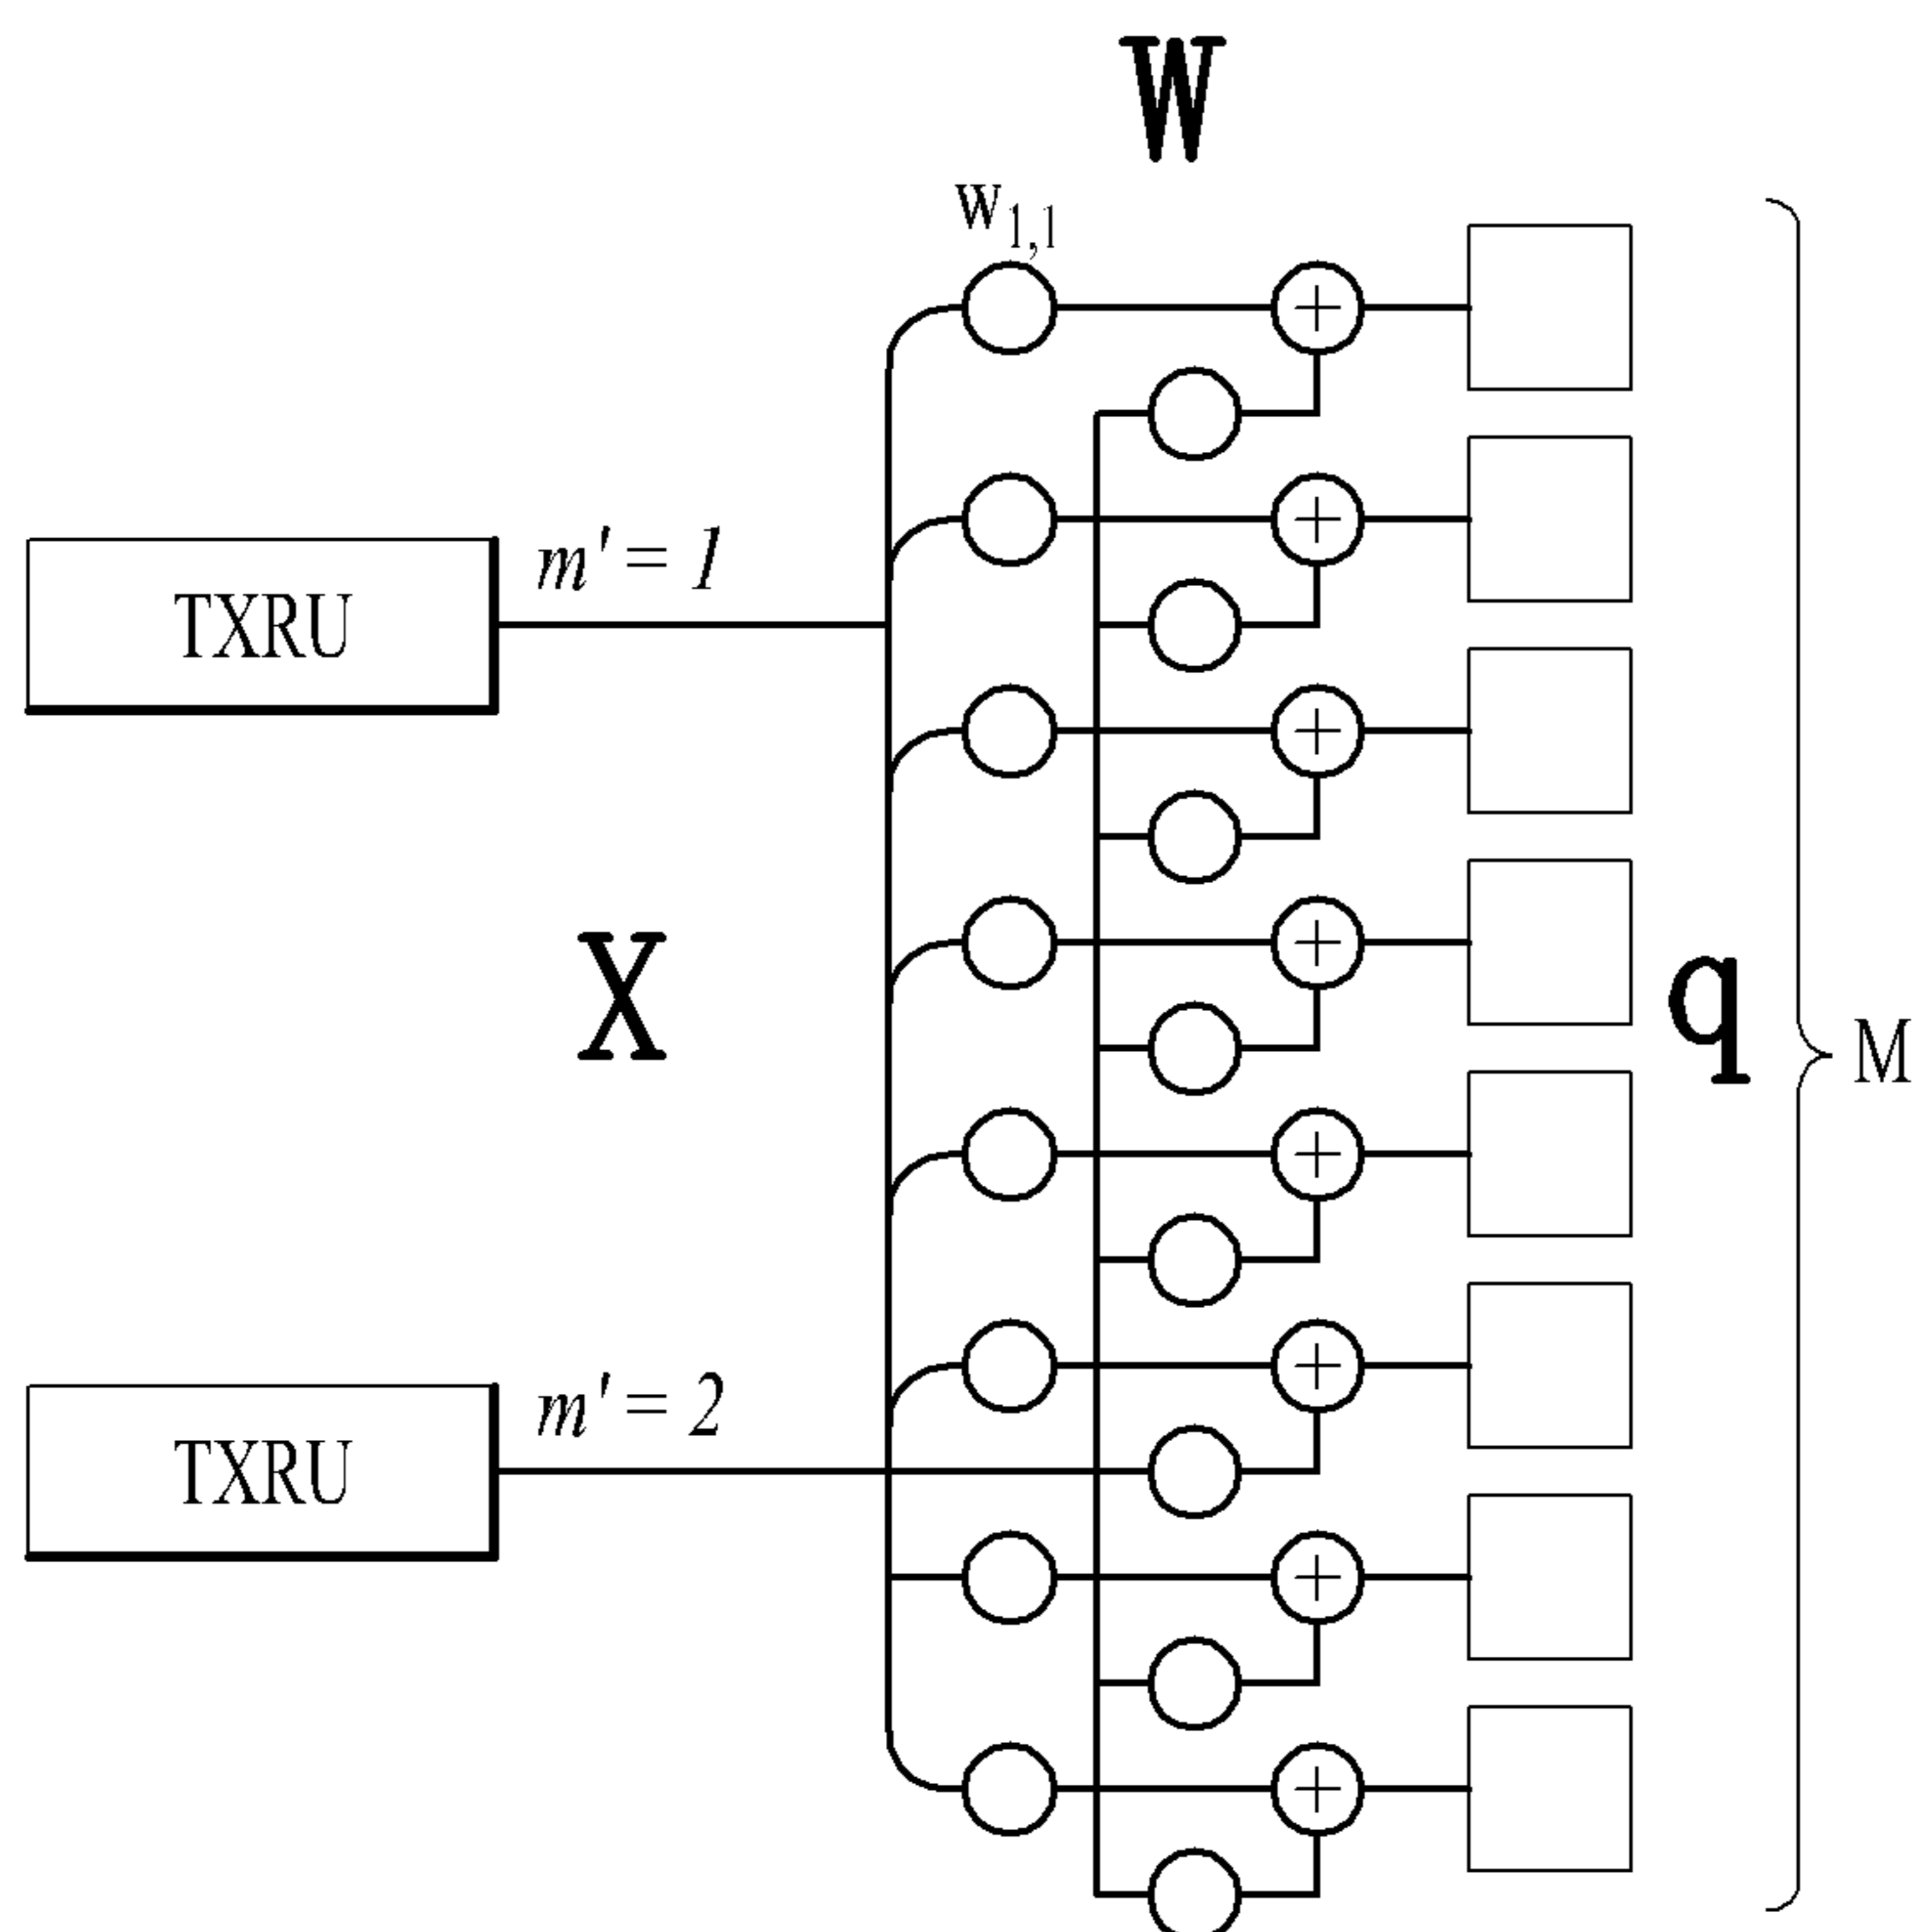 W
w1,1
m' = 1
TXRU
X
q
M
m' = 2
TXRU